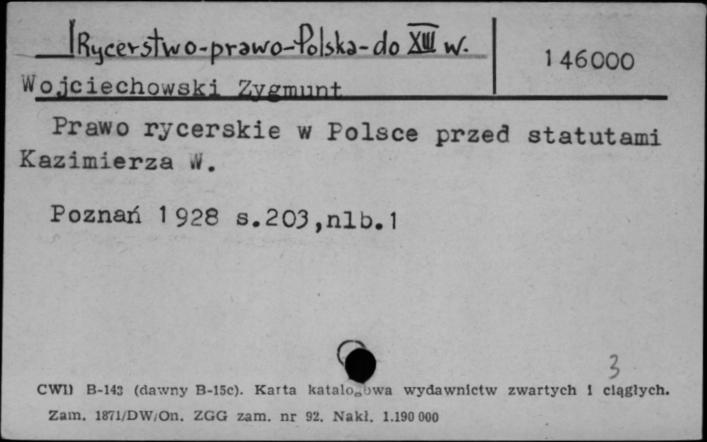 Rycerstwo-prawo-Polska-do XIII w.
146000
Wojciechowski Zygmunt
Prawo rycerskie w Polsce przed statutami
Kazimierza W.
Poznań 1928 s.203,nlb.1
3
CWD B-143 (dawny B-15c). Karta katalogowa wydawnictw zwartych i ciągłych.
Zam. 1871/DW/On. ZGG zam. nr 92. Nakł. 1.190 000